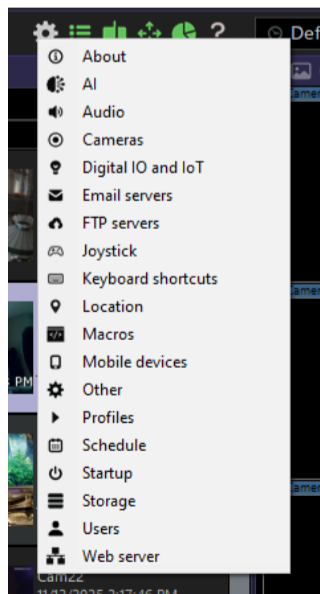 ?
Def
About
AI
Audio
Cameras
Digital IO and IoT
Email servers
FTP servers
Joystick
Keyboard shortcuts
Location
Macros
Mobile devices
PM
Other
Profiles
Schedule
Startup
Storage
Users
Web server
Cam22
11/13/2025 2:17:46 PM